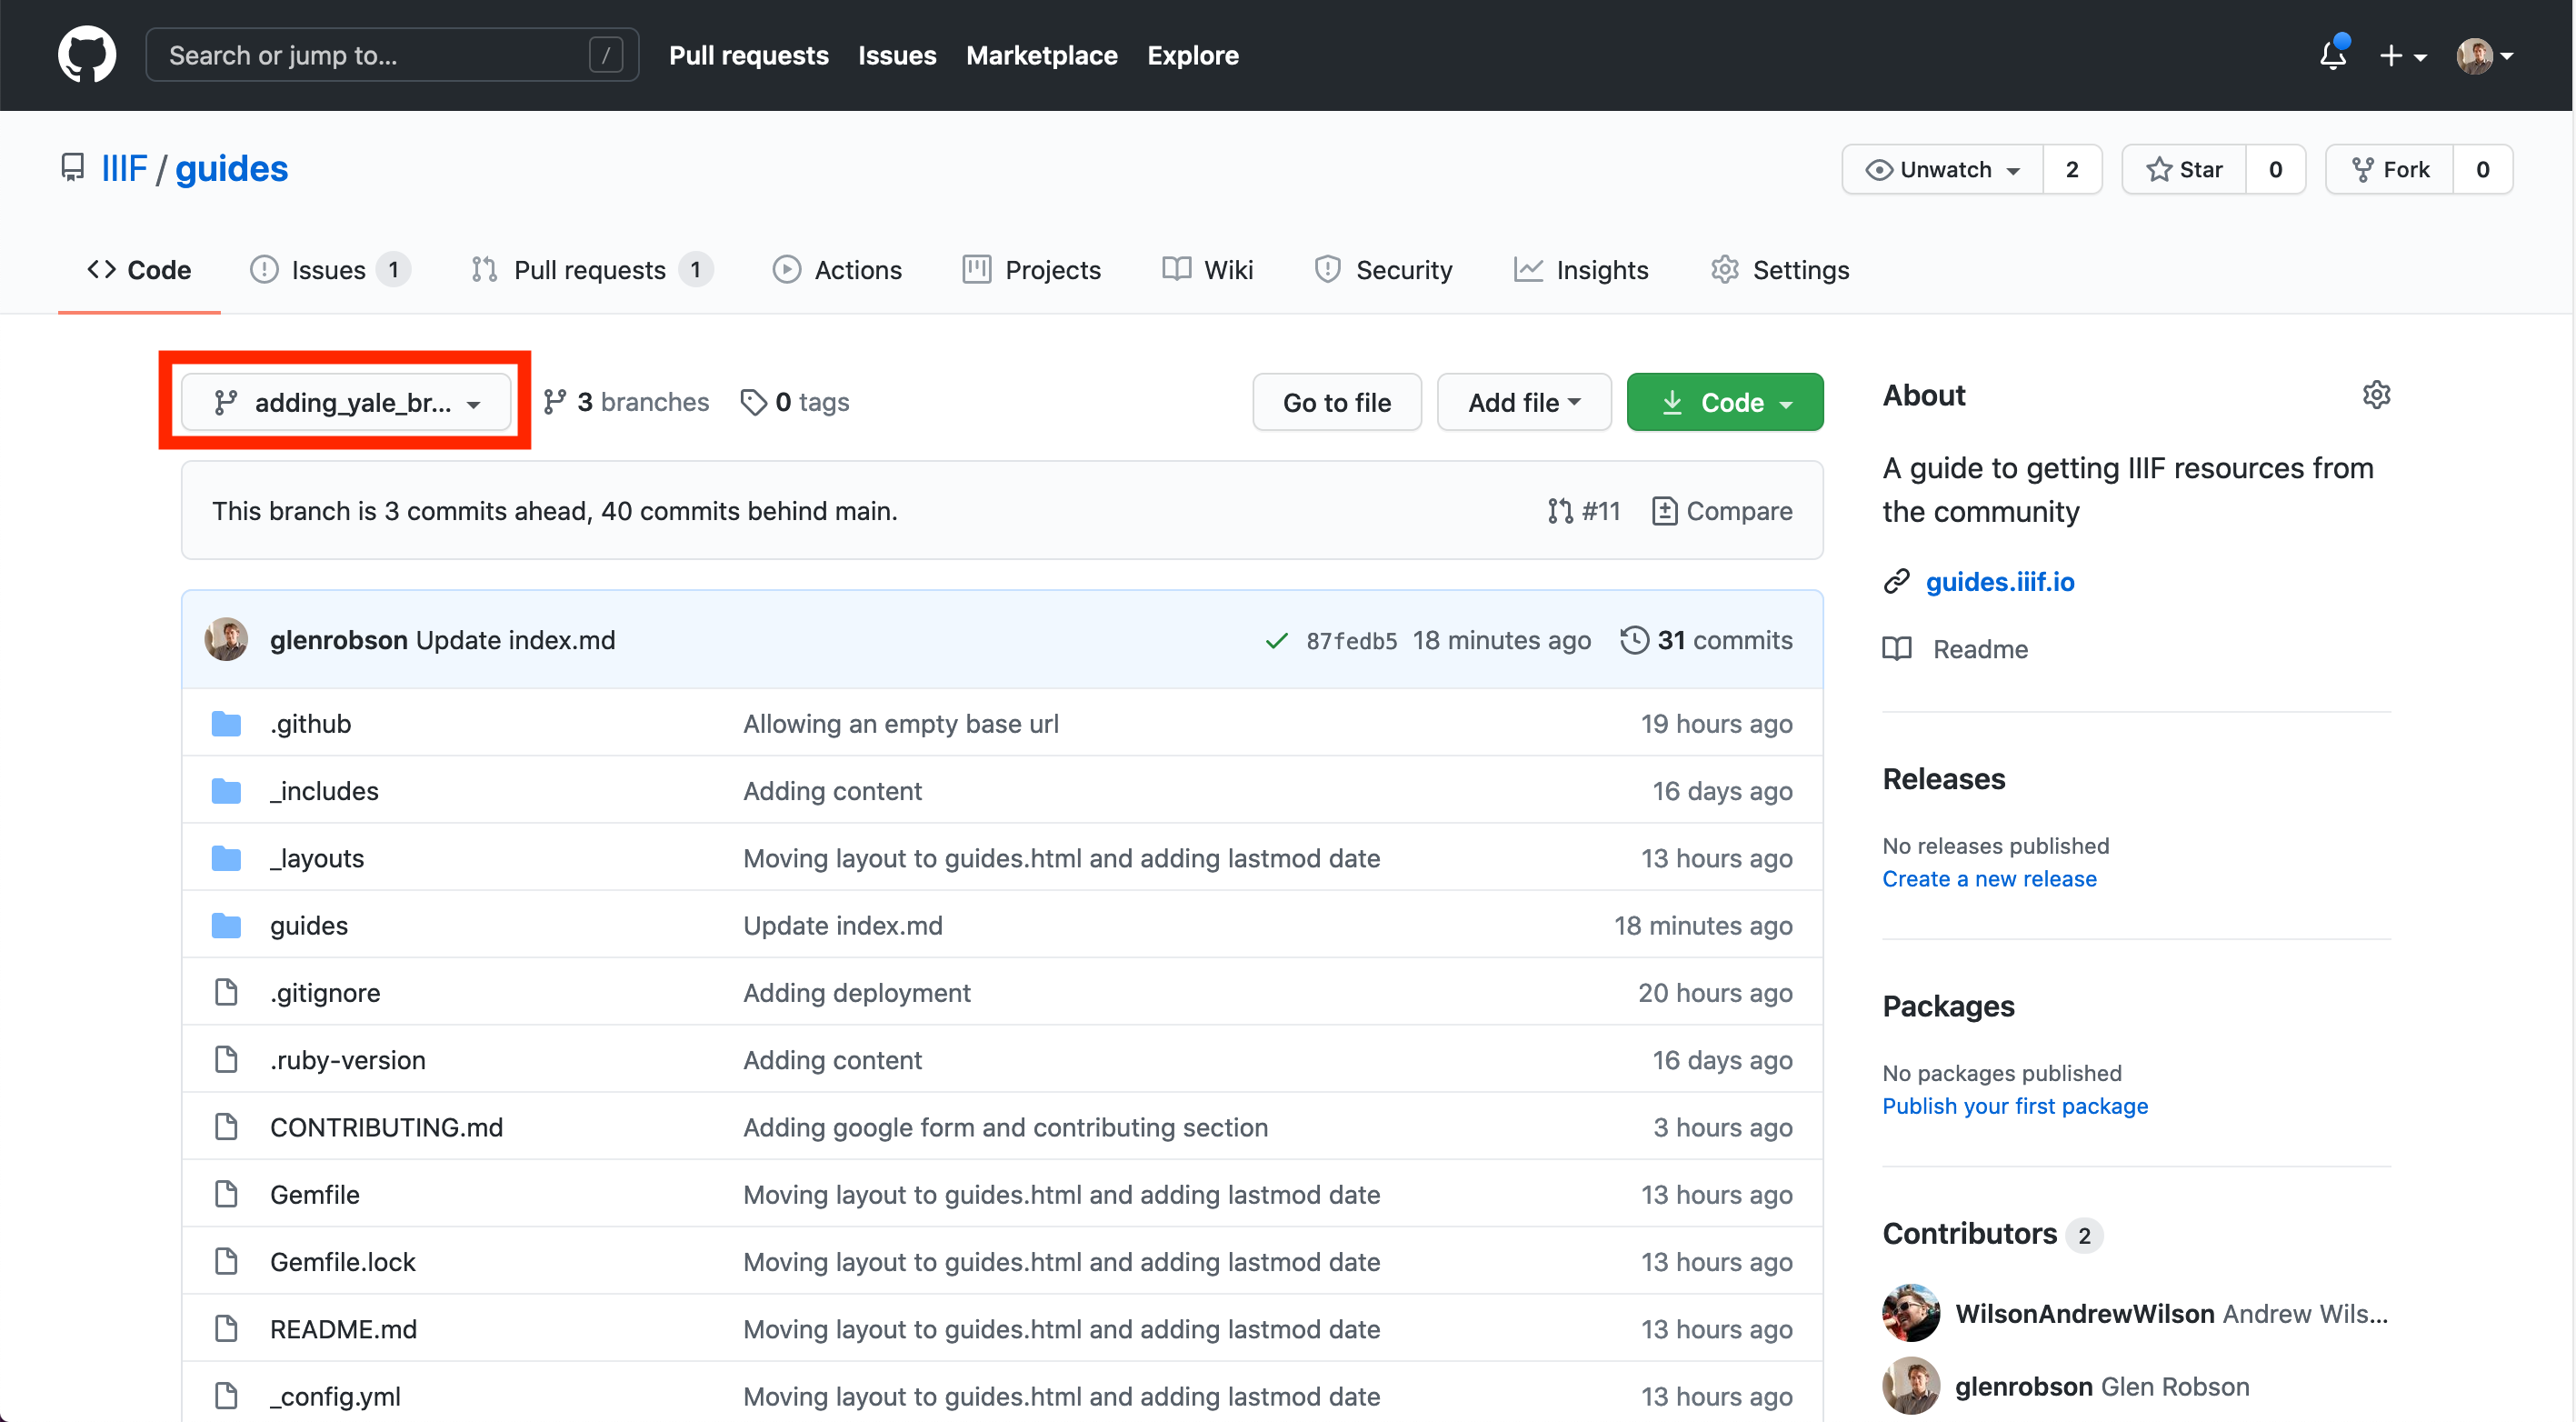 Search or jump to... /
Pull requests Issues Marketplace Explore
IIIF / guides
Unwatch 2 Star 0 Fork 0
Code Issues 1 Pull requests 1 Actions Projects Wiki Security Insights Settings
adding_yale_br... 3 branches 0 tags
Go to file Add file Code
This branch is 3 commits ahead, 40 commits behind main.
#11 Compare
glenrobson Update index.md 87fedb5 18 minutes ago 31 commits
.github Allowing an empty base url 19 hours ago
_includes Adding content 16 days ago
_layouts Moving layout to guides.html and adding lastmod date 13 hours ago
guides Update index.md 18 minutes ago
.gitignore Adding deployment 20 hours ago
.ruby-version Adding content 16 days ago
CONTRIBUTING.md Adding google form and contributing section 3 hours ago
Gemfile Moving layout to guides.html and adding lastmod date 13 hours ago
Gemfile.lock Moving layout to guides.html and adding lastmod date 13 hours ago
README.md Moving layout to guides.html and adding lastmod date 13 hours ago
_config.yml Moving layout to guides.html and adding lastmod date 13 hours ago
About
A guide to getting IIIF resources from
the community
guides.iiif.io
Readme
Releases
No releases published
Create a new release
Packages
No packages published
Publish your first package
Contributors 2
WilsonAndrewWilson Andrew Wils...
glenrobson Glen Robson